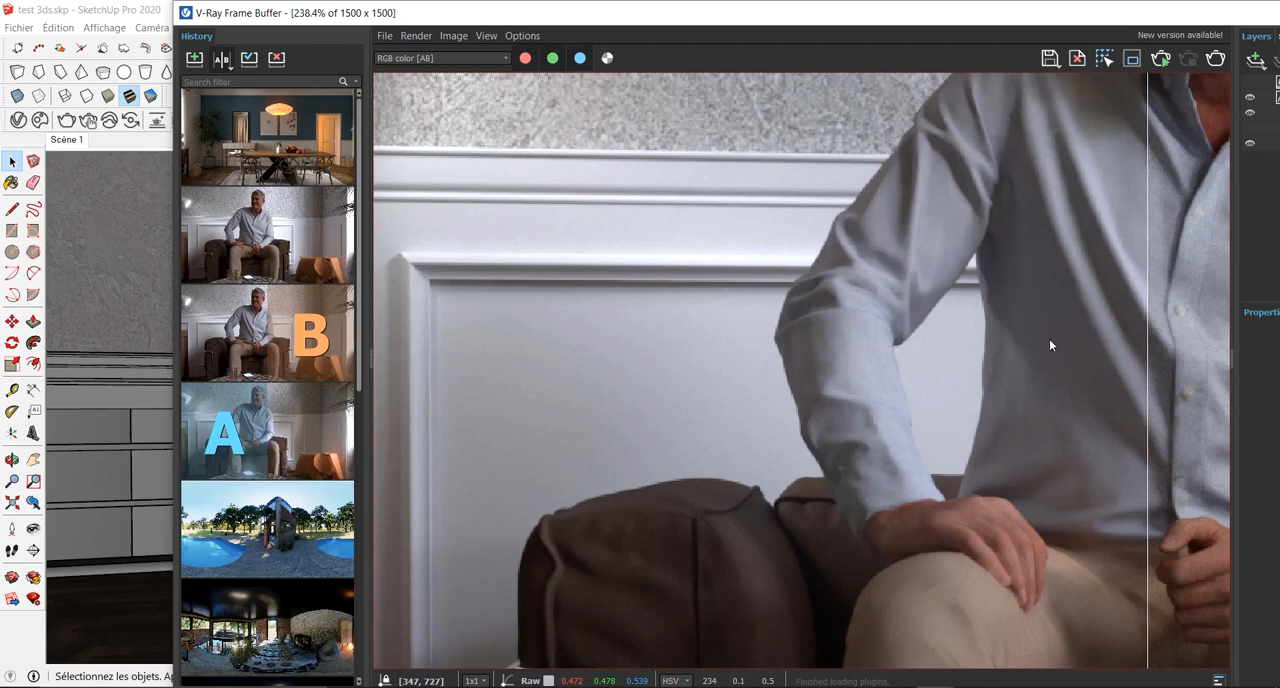 test 3ds.skp - SketchUp Pro 2020
Fichier Édition Affichage Caméra
Scène 1
Sélectionnez les objets.
V-Ray Frame Buffer - [238.4% of 1500 x 1500]
History
Search filter
B
A
File Render Image View Options
New version available!
RGB color [AB]
[347, 727] 1x1 Raw 0.472 0.478 0.539 HSV 234 0.1 0.5 Finished loading plugins.
Layers